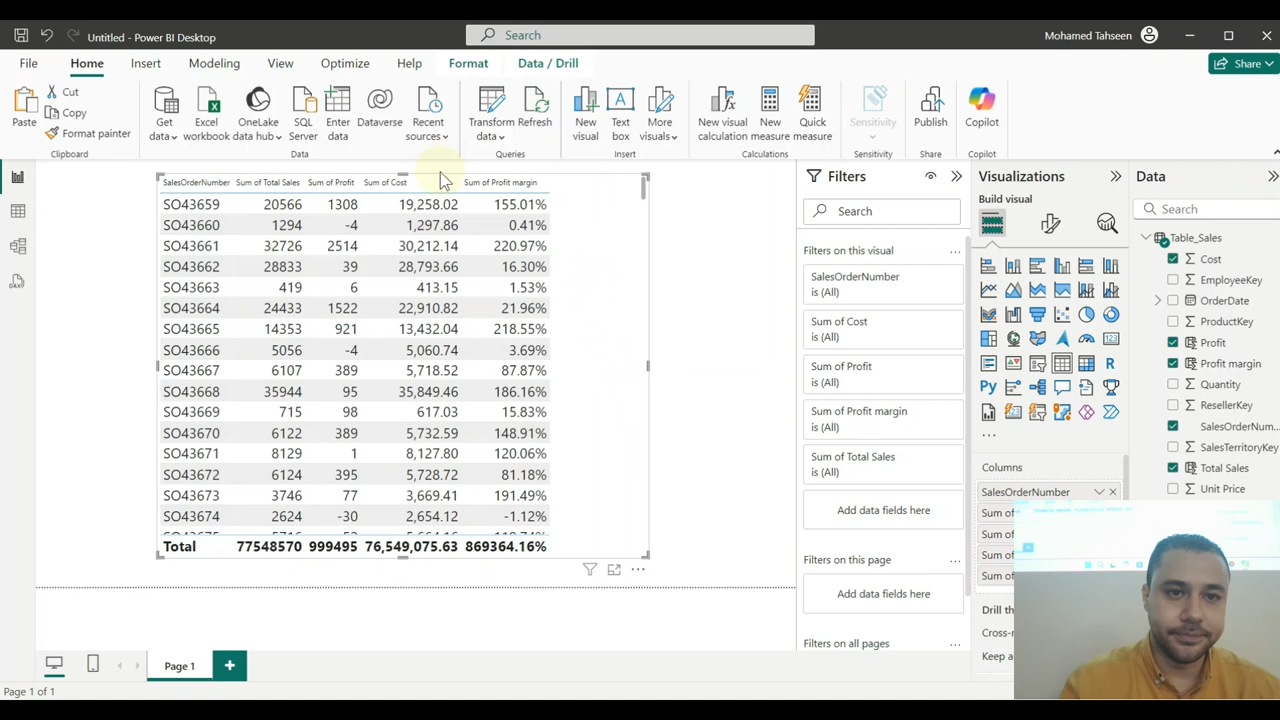 Untitled - Power BI Desktop
Search
Mohamed Tahseen
File
Home
Insert
Modeling
View
Optimize
Help
Format
Data / Drill
Share
Paste
Cut
Copy
Format painter
Clipboard
Get data
Excel workbook
OneLake data hub
SQL Server
Enter data
Dataverse
Recent sources
Data
Transform data
Refresh
Queries
New visual
Text box
More visuals
Insert
New visual calculation
New measure
Quick measure
Calculations
Sensitivity
Sensitivity
Publish
Share
Copilot
Copilot
SalesOrderNumber Sum of Total Sales Sum of Profit Sum of Cost Sum of Profit margin
SO43659 20566 1308 19,258.02 155.01%
SO43660 1294 -4 1,297.86 0.41%
SO43661 32726 2514 30,212.14 220.97%
SO43662 28833 39 28,793.66 16.30%
SO43663 419 6 413.15 1.53%
SO43664 24433 1522 22,910.82 21.96%
SO43665 14353 921 13,432.04 218.55%
SO43666 5056 -4 5,060.74 3.69%
SO43667 6107 389 5,718.52 87.87%
SO43668 35944 95 35,849.46 186.16%
SO43669 715 98 617.03 15.83%
SO43670 6122 389 5,732.59 148.91%
SO43671 8129 1 8,127.80 120.06%
SO43672 6124 395 5,728.72 81.18%
SO43673 3746 77 3,669.41 191.49%
SO43674 2624 -30 2,654.12 -1.12%
Total 77548570 999495 76,549,075.63 869364.16%
Filters
Search
Filters on this visual
SalesOrderNumber
is (All)
Sum of Cost
is (All)
Sum of Profit
is (All)
Sum of Profit margin
is (All)
Sum of Total Sales
is (All)
Add data fields here
Filters on this page
Add data fields here
Filters on all pages
Visualizations
Build visual
R
Py
123
Columns
SalesOrderNumber
Sum of
Sum of
Sum of
Sum of
Drill th
Cross-r
Keep a
Data
Search
Table_Sales
Cost
EmployeeKey
OrderDate
ProductKey
Profit
Profit margin
Quantity
ResellerKey
SalesOrderNum...
SalesTerritoryKey
Total Sales
Unit Price
Page 1
Page 1 of 1